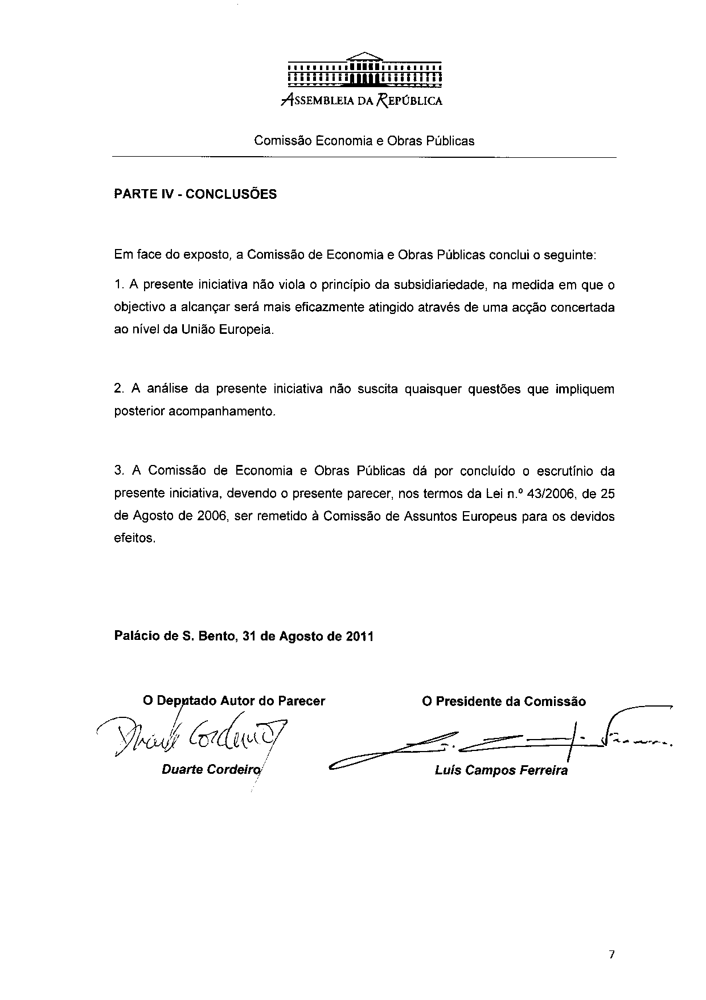 ASSEMBLEIA DA REPÚBLICA
Comissão Economia e Obras Públicas
PARTE IV - CONCLUSÕES
Em face do exposto, a Comissão de Economia e Obras Públicas conclui o seguinte:
1. A presente iniciativa não viola o princípio da subsidiariedade, na medida em que o
objectivo a alcançar será mais eficazmente atingido através de uma acção concertada
ao nível da União Europeia.
2. A análise da presente iniciativa não suscita quaisquer questões que impliquem
posterior acompanhamento.
3. A Comissão de Economia e Obras Públicas dá por concluído o escrutínio da
presente iniciativa, devendo o presente parecer, nos termos da Lei n.º 43/2006, de 25
de Agosto de 2006, ser remetido à Comissão de Assuntos Europeus para os devidos
efeitos.
Palácio de S. Bento, 31 de Agosto de 2011
O Deputado Autor do Parecer O Presidente da Comissão
Duarte Cordeiro
Duarte Cordeiro Luís Campos Ferreira
7